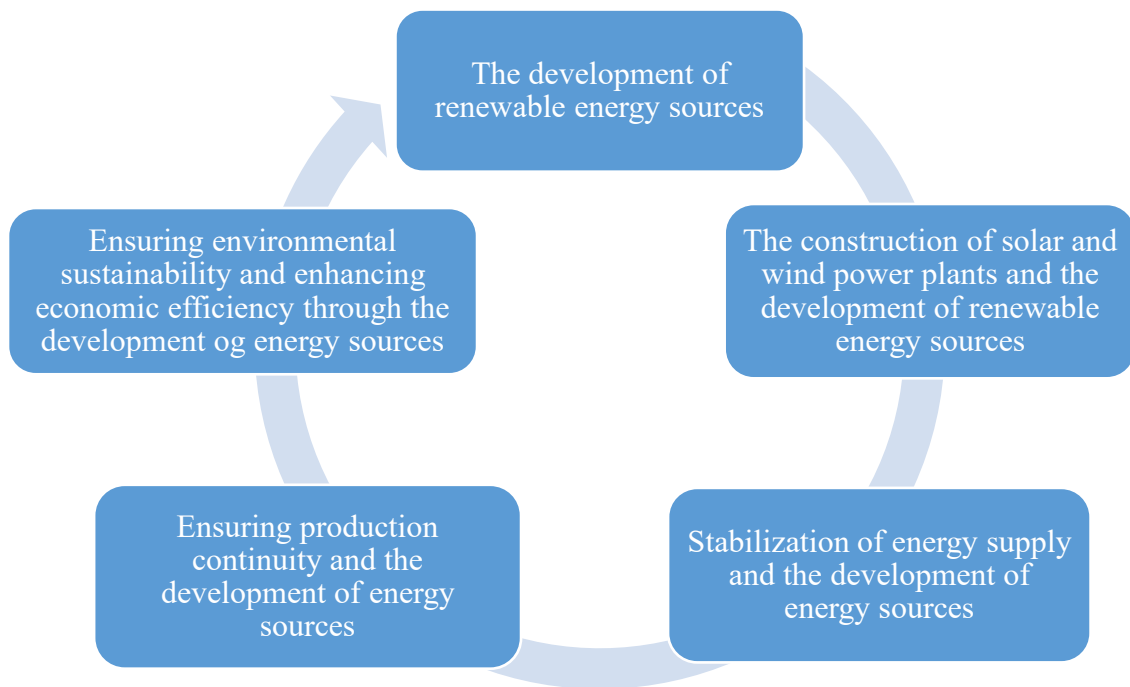 The development of
renewable energy sources
The construction of solar and
wind power plants and the
development of renewable
energy sources
Stabilization of energy supply
and the development of
energy sources
Ensuring production
continuity and the
development of energy
sources
Ensuring environmental
sustainability and enhancing
economic efficiency through the
development og energy sources